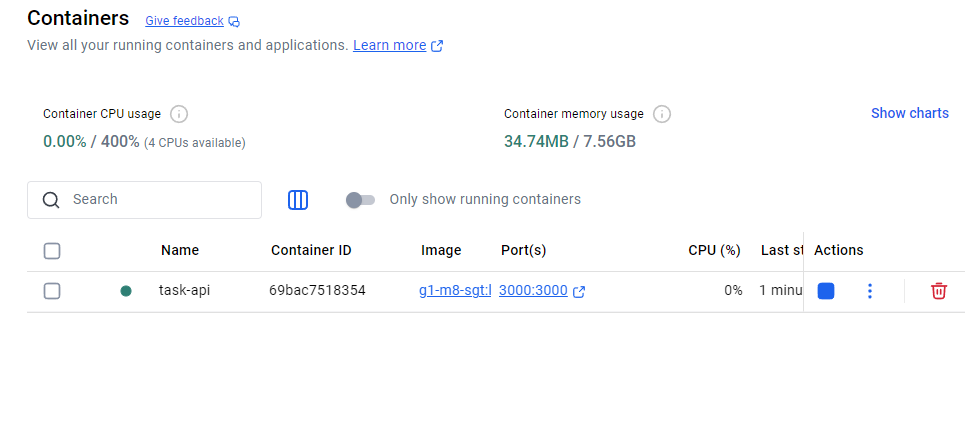 Containers Give feedback
View all your running containers and applications. Learn more
Container CPU usage Container memory usage Show charts
0.00% / 400% (4 CPUs available) 34.74MB / 7.56GB
Search Only show running containers
Name Container ID Image Port(s) CPU (%) Last st Actions
task-api 69bac7518354 g1-m8-sgt:l 3000:3000 0% 1 minu